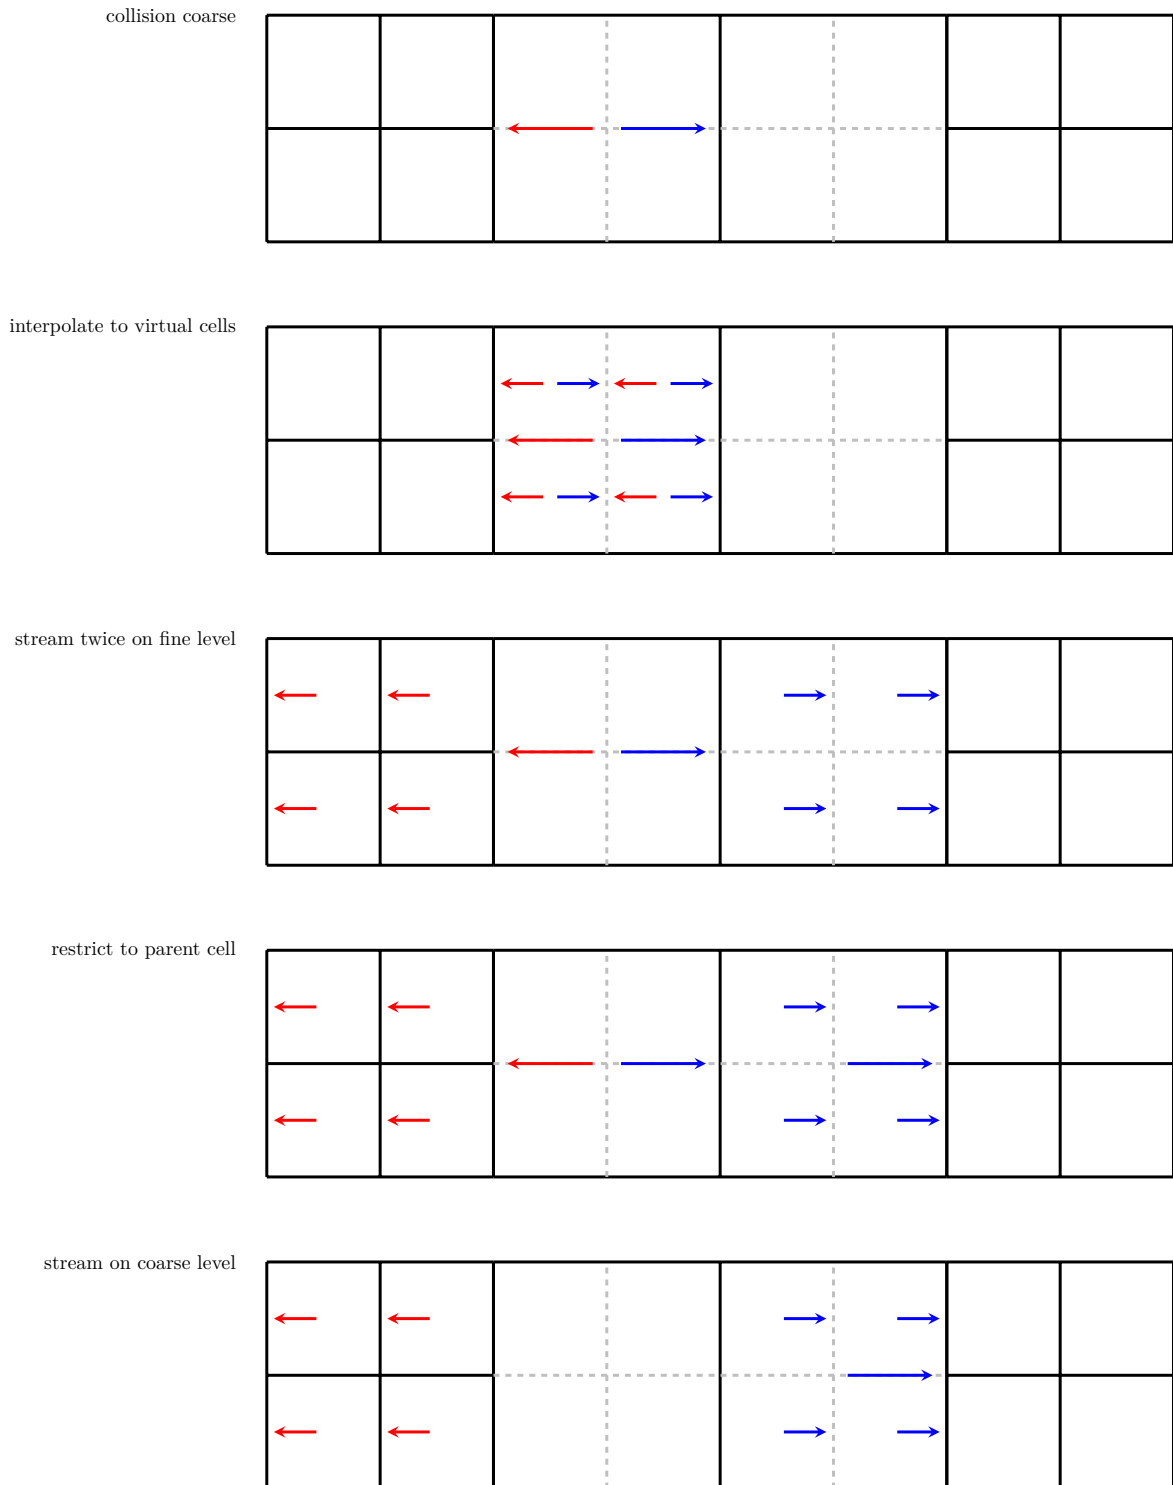 collision coarse
interpolate to virtual cells
stream twice on fine level
restrict to parent cell
stream on coarse level